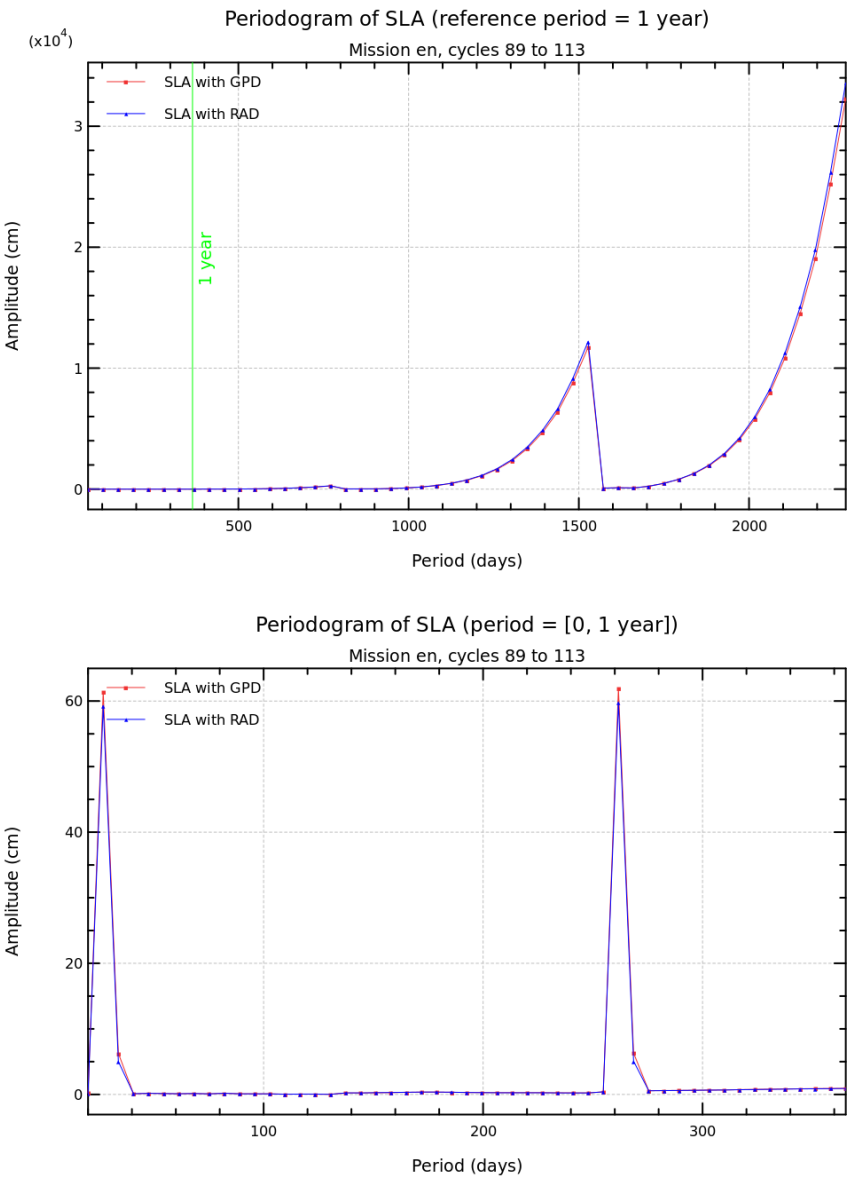 Periodogram of SLA (reference period = 1 year)
Mission en, cycles 89 to 113
(x10^4)
SLA with GPD
SLA with RAD
3
2
1
0
1 year
Amplitude (cm)
500 1000 1500 2000
Period (days)
Periodogram of SLA (period = [0, 1 year])
Mission en, cycles 89 to 113
SLA with GPD
SLA with RAD
60
40
20
0
Amplitude (cm)
100 200 300
Period (days)